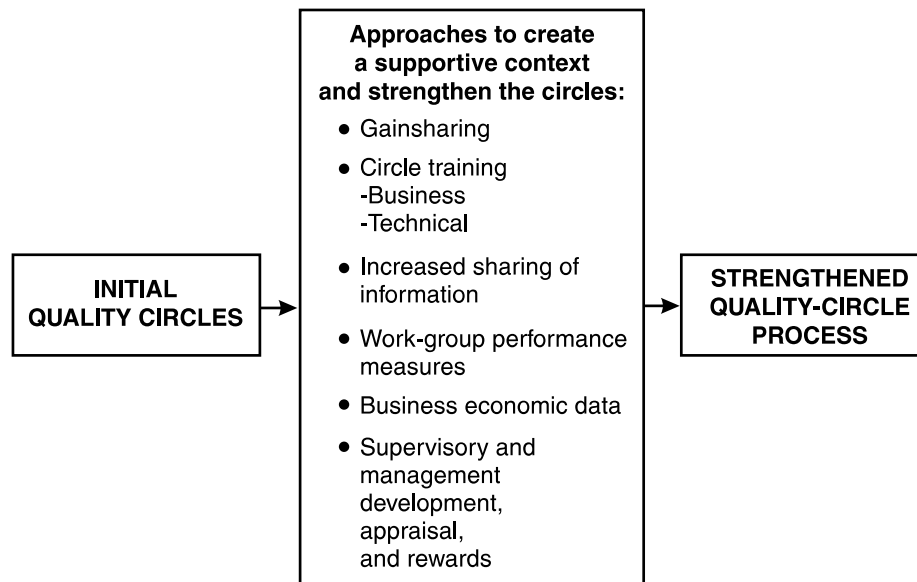 INITIAL
QUALITY CIRCLES
Approaches to create
a supportive context
and strengthen the circles:
● Gainsharing
● Circle training
-Business
-Technical
● Increased sharing of
information
● Work-group performance
measures
● Business economic data
● Supervisory and
management
development,
appraisal,
and rewards
STRENGTHENED
QUALITY-CIRCLE
PROCESS